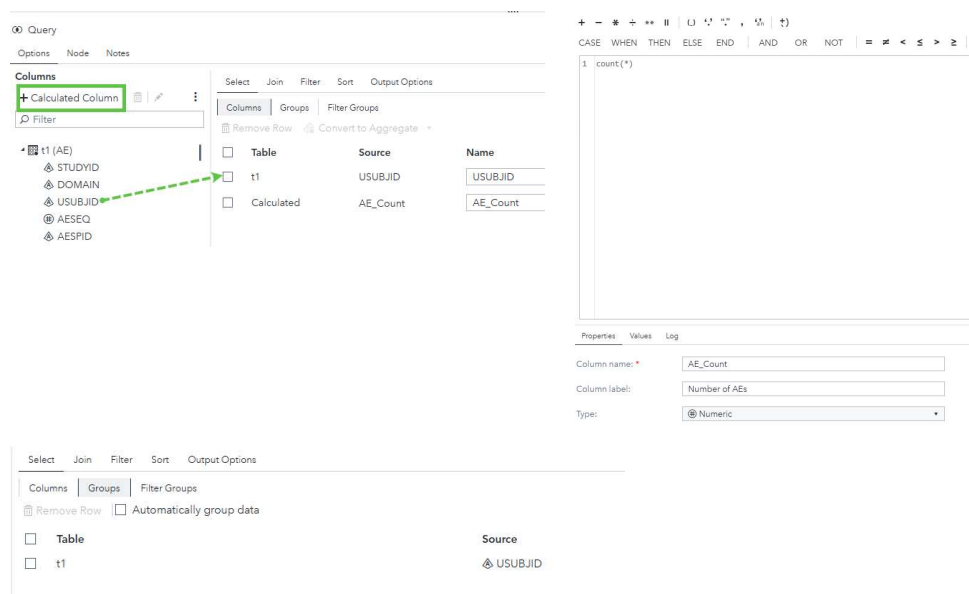 Query
Options Node Notes
Columns
+ Calculated Column
Filter
t1 (AE)
STUDYID
DOMAIN
USUBJID
AESEQ
AESPID
Select Join Filter Sort Output Options
Columns Groups Filter Groups
Remove Row Convert to Aggregate
Table Source Name
t1 USUBJID USUBJID
Calculated AE_Count AE_Count
+ − * ÷ ** || () ',' "," ,
CASE WHEN THEN ELSE END AND OR NOT = ≠ < ≤ > ≥
1 count(*)
Properties Values Log
Column name: * AE_Count
Column label: Number of AEs
Type: Numeric
Select Join Filter Sort Output Options
Columns Groups Filter Groups
Remove Row Automatically group data
Table Source
t1 USUBJID